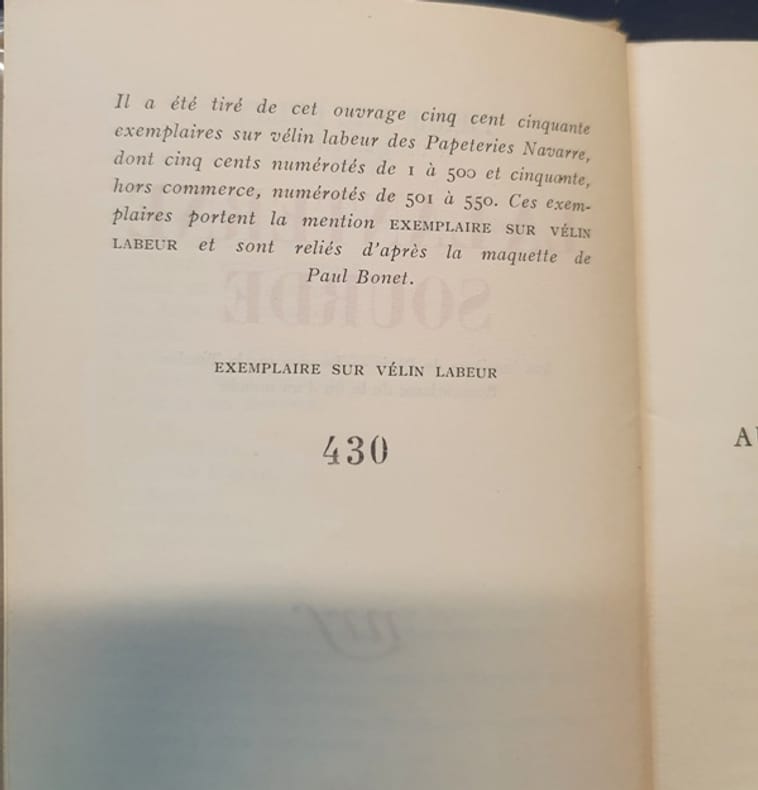 Il a été tiré de cet ouvrage cinq cent cinquante
exemplaires sur vélin labeur des Papeteries Navarre,
dont cinq cents numérotés de 1 à 500 et cinquante,
hors commerce, numérotés de 501 à 550. Ces exem-
plaires portent la mention EXEMPLAIRE SUR VÉLIN
LABEUR et sont reliés d'après la maquette de
Paul Bonet.
SOURDE
EXEMPLAIRE SUR VÉLIN LABEUR
430
nrf